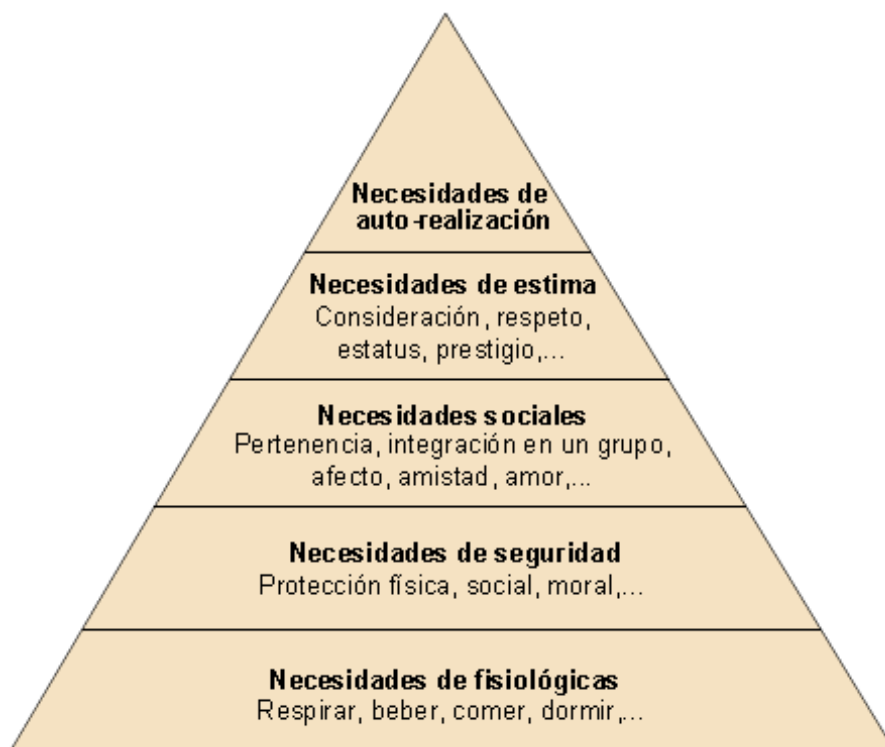 Necesidades de
auto-realización
Necesidades de estima
Consideración, respeto,
estatus, prestigio,...
Necesidades sociales
Pertenencia, integración en un grupo,
afecto, amistad, amor,...
Necesidades de seguridad
Protección física, social, moral,...
Necesidades de fisiológicas
Respirar, beber, comer, dormir,...